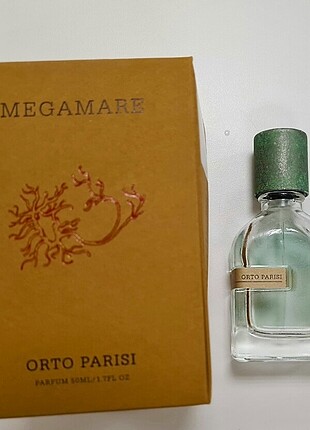 MEGAMARE
ORTO PARISI
PARFUM 50ML/1.7FL OZ
ORTO PARISI